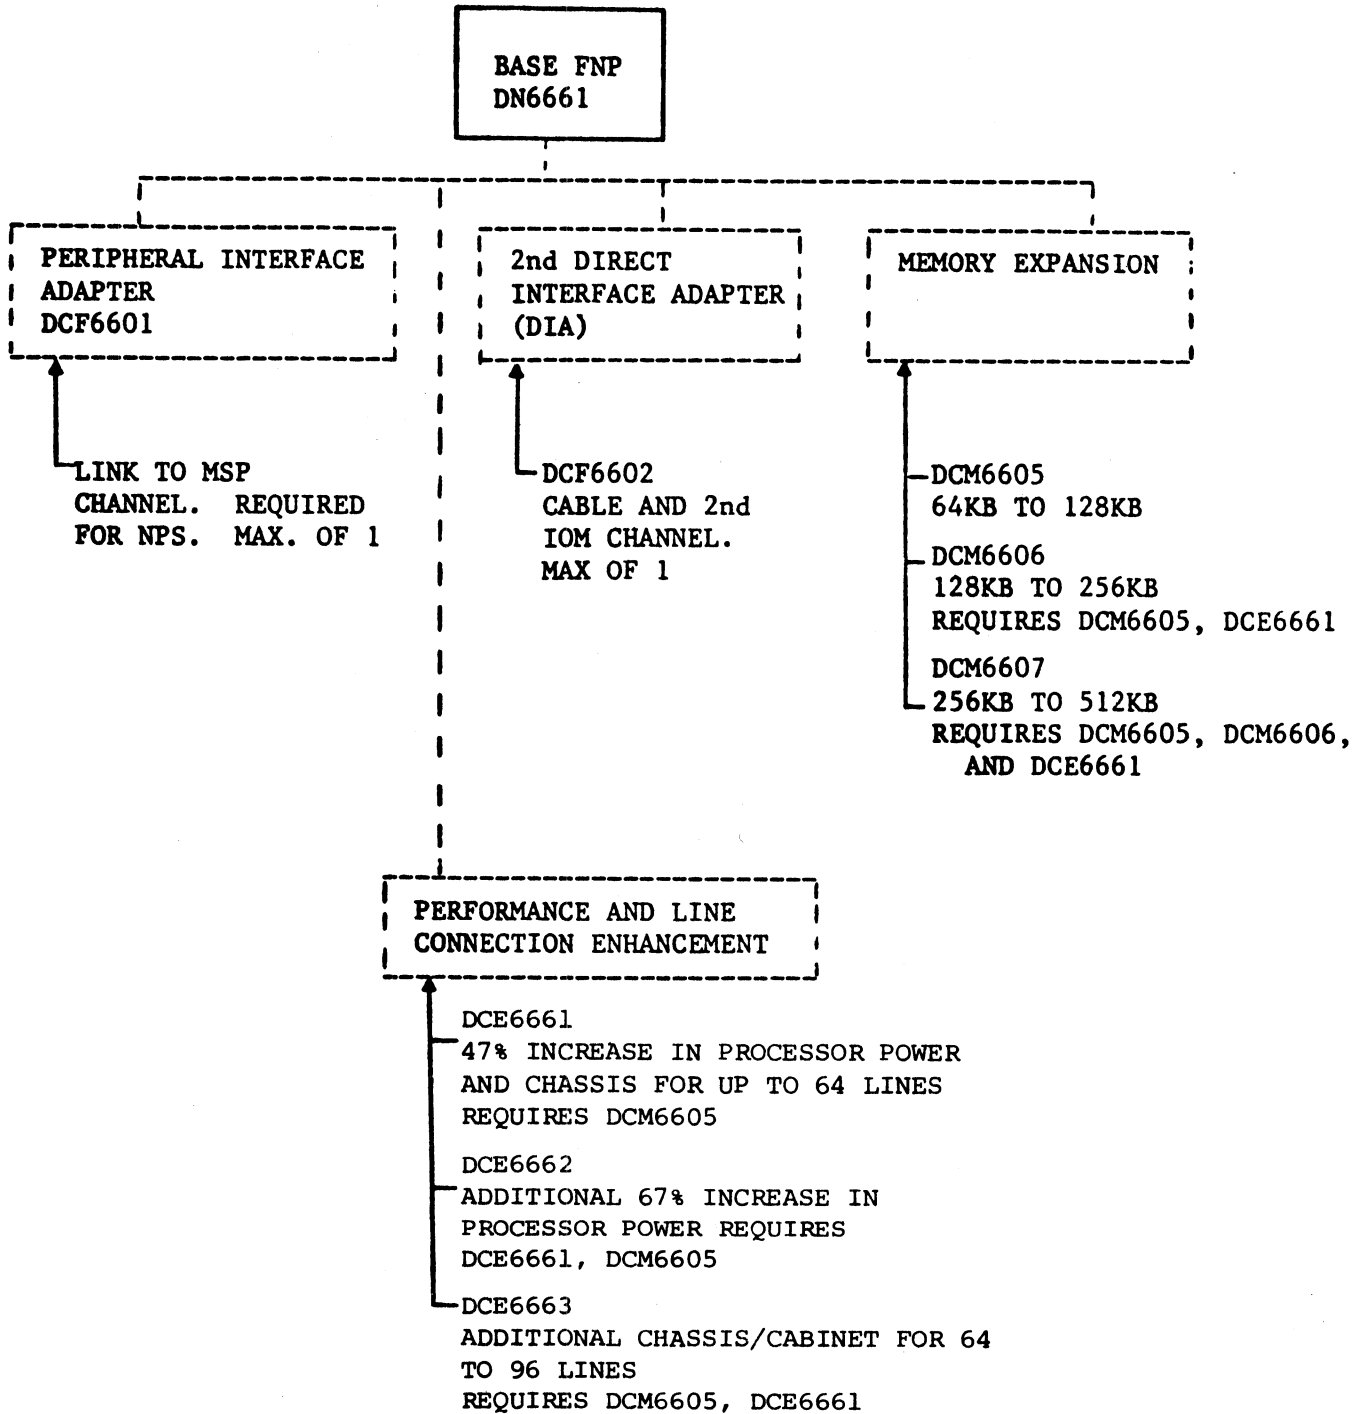 BASE FNP
DN6661
PERIPHERAL INTERFACE
ADAPTER
DCF6601
2nd DIRECT
INTERFACE ADAPTER
(DIA)
MEMORY EXPANSION
LINK TO MSP
CHANNEL. REQUIRED
FOR NPS. MAX. OF 1
DCF6602
CABLE AND 2nd
IOM CHANNEL.
MAX OF 1
DCM6605
64KB TO 128KB
DCM6606
128KB TO 256KB
REQUIRES DCM6605, DCE6661
DCM6607
256KB TO 512KB
REQUIRES DCM6605, DCM6606,
AND DCE6661
PERFORMANCE AND LINE
CONNECTION ENHANCEMENT
DCE6661
47% INCREASE IN PROCESSOR POWER
AND CHASSIS FOR UP TO 64 LINES
REQUIRES DCM6605
DCE6662
ADDITIONAL 67% INCREASE IN
PROCESSOR POWER REQUIRES
DCE6661, DCM6605
DCE6663
ADDITIONAL CHASSIS/CABINET FOR 64
TO 96 LINES
REQUIRES DCM6605, DCE6661